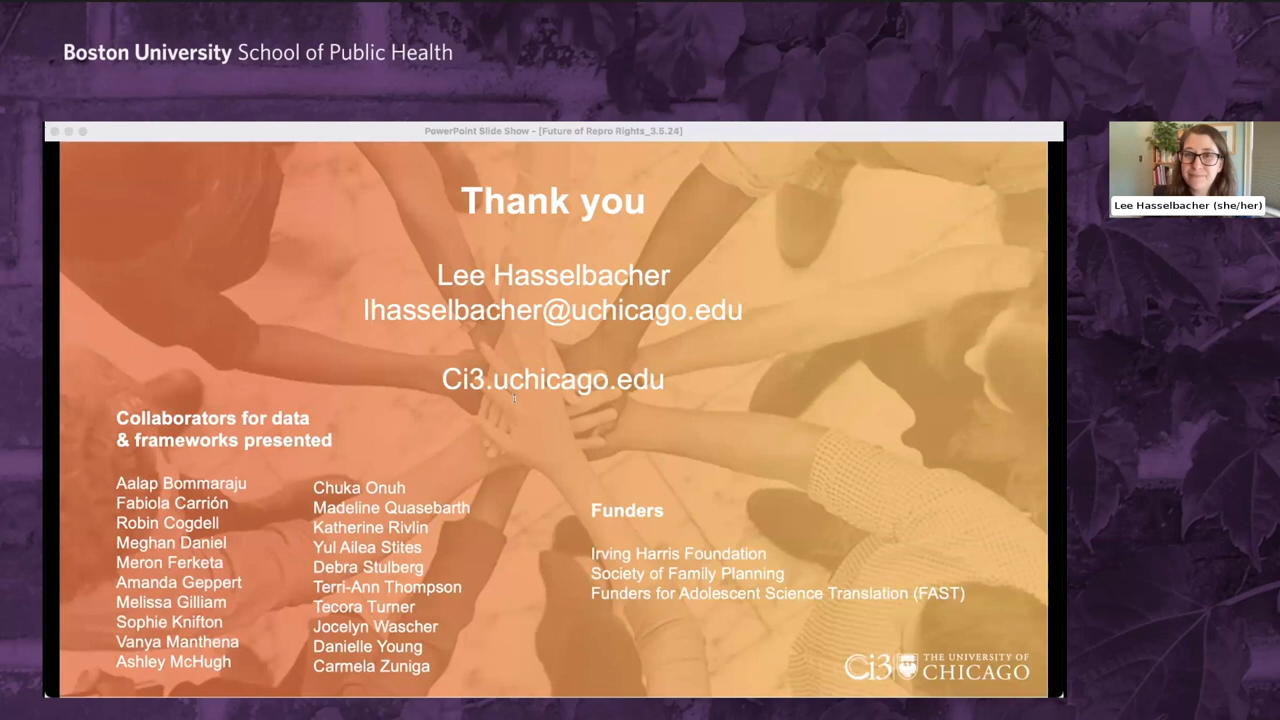 Boston University School of Public Health
PowerPoint Slide Show - [Future of Repro Rights_3.5.24]
Thank you
Lee Hasselbacher
lhasselbacher@uchicago.edu
Ci3.uchicago.edu
Collaborators for data
& frameworks presented
Aalap Bommaraju
Fabiola Carrión
Robin Cogdell
Meghan Daniel
Meron Ferketa
Amanda Geppert
Melissa Gilliam
Sophie Knifton
Vanya Manthena
Ashley McHugh
Chuka Onuh
Madeline Quasebarth
Katherine Rivlin
Yul Ailea Stites
Debra Stulberg
Terri-Ann Thompson
Tecora Turner
Jocelyn Wascher
Danielle Young
Carmela Zuniga
Funders
Irving Harris Foundation
Society of Family Planning
Funders for Adolescent Science Translation (FAST)
Ci3 THE UNIVERSITY OF
CHICAGO
Lee Hasselbacher (she/her)